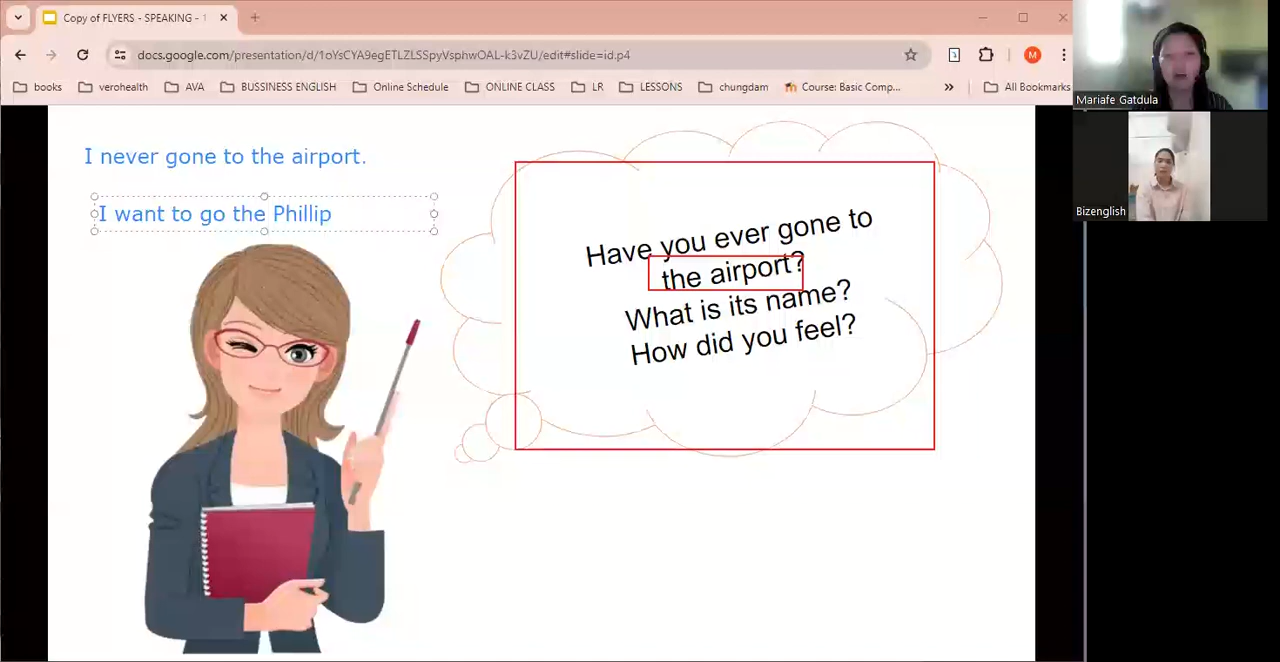 Copy of FLYERS - SPEAKING - 1
docs.google.com/presentation/d/1oYsCYA9egETLZLSSpyVsphwOAL-k3vZU/edit#slide=id.p4
M
books
verohealth
AVA
BUSSINESS ENGLISH
Online Schedule
ONLINE CLASS
LR
LESSONS
chungdam
Course: Basic Comp...
»
All Bookmarks
Mariafe Gatdula
Bizenglish
I never gone to the airport.
I want to go the Phillip
Have you ever gone to
the airport?
What is its name?
How did you feel?